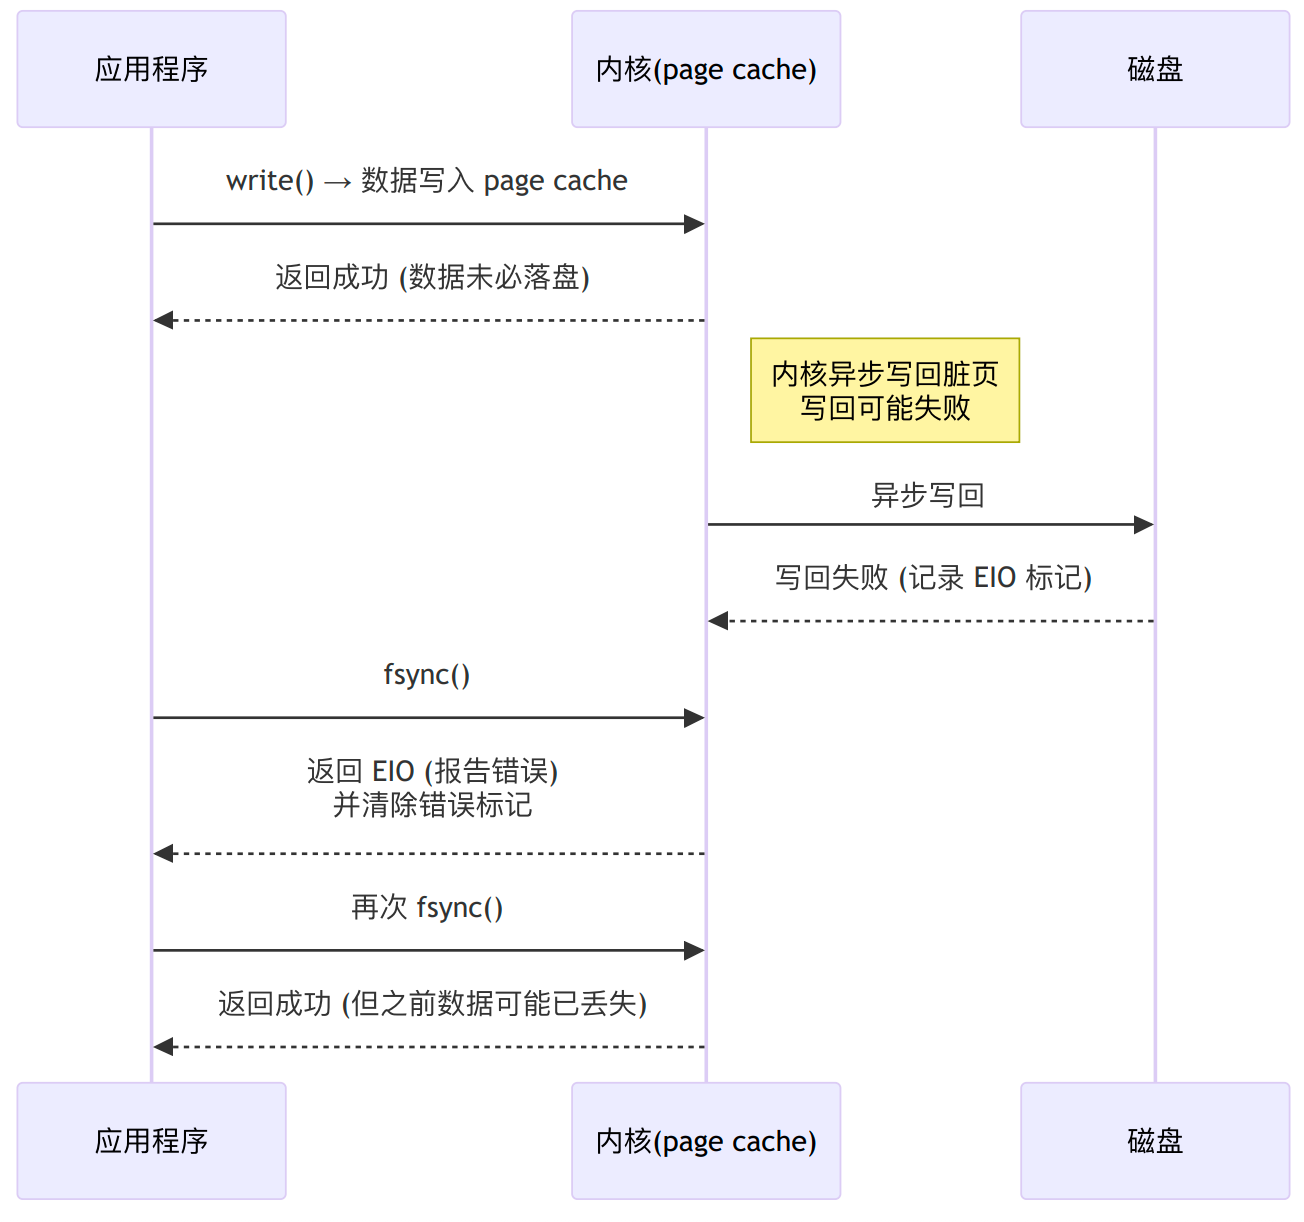 应用程序
内核(page cache)
磁盘
write() → 数据写入 page cache
返回成功 (数据未必落盘)
内核异步写回脏页
写回可能失败
异步写回
写回失败 (记录 EIO 标记)
fsync()
返回 EIO (报告错误)
并清除错误标记
再次 fsync()
返回成功 (但之前数据可能已丢失)
应用程序
内核(page cache)
磁盘